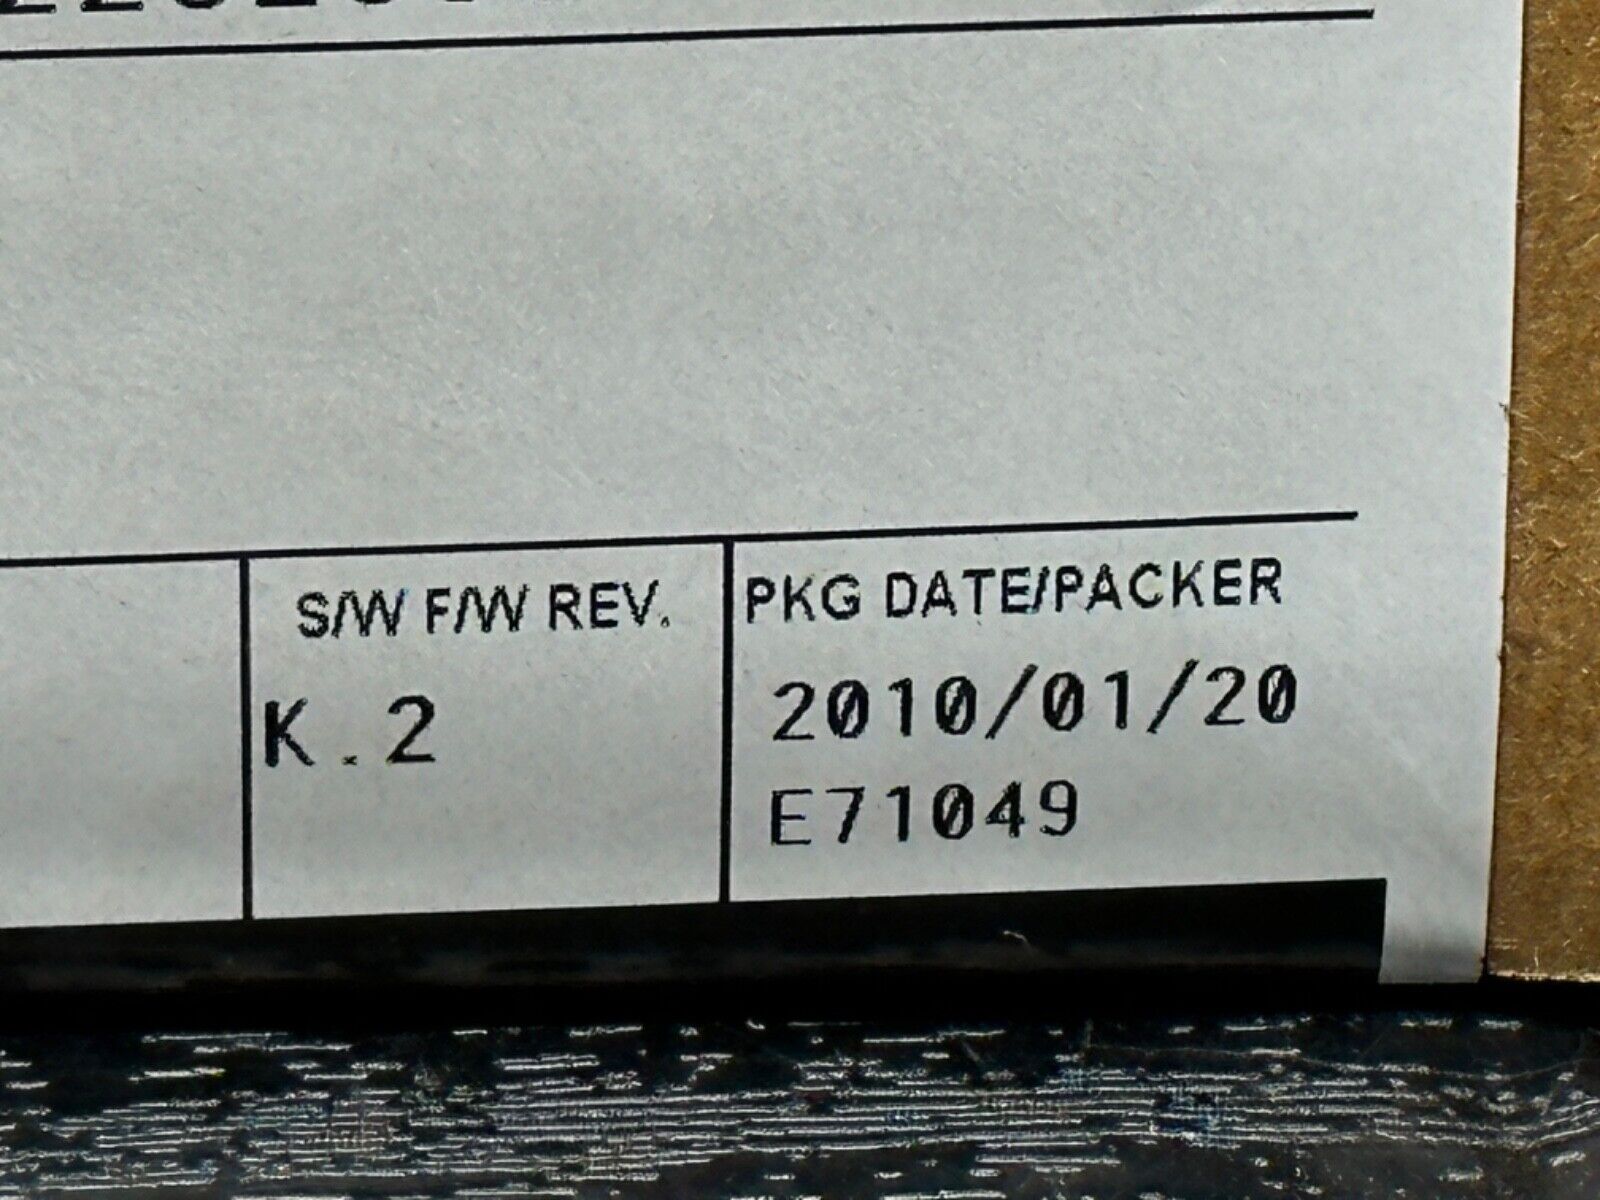 S/W F/W REV.
K.2
PKG DATE/PACKER
2010/01/20
E71049